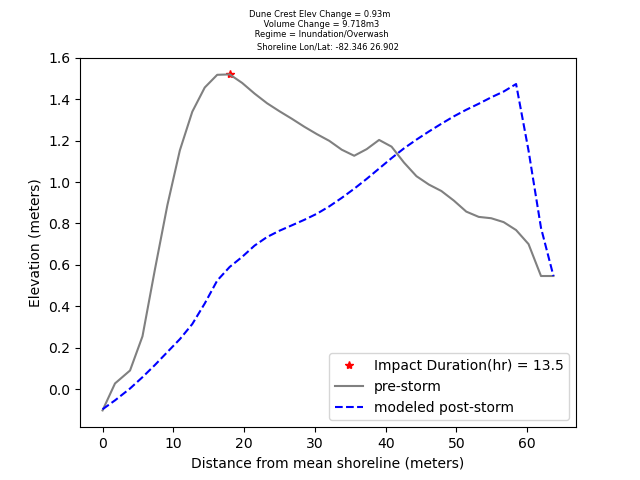 Dune Crest Elev Change = 0.93m
Volume Change = 9.718m3
Regime = Inundation/Overwash
Shoreline Lon/Lat: -82.346 26.902
1.6
1.4
1.2
1.0
0.8
0.6
0.4
0.2
0.0
Elevation (meters)
Impact Duration(hr) = 13.5
pre-storm
modeled post-storm
0 10 20 30 40 50 60
Distance from mean shoreline (meters)